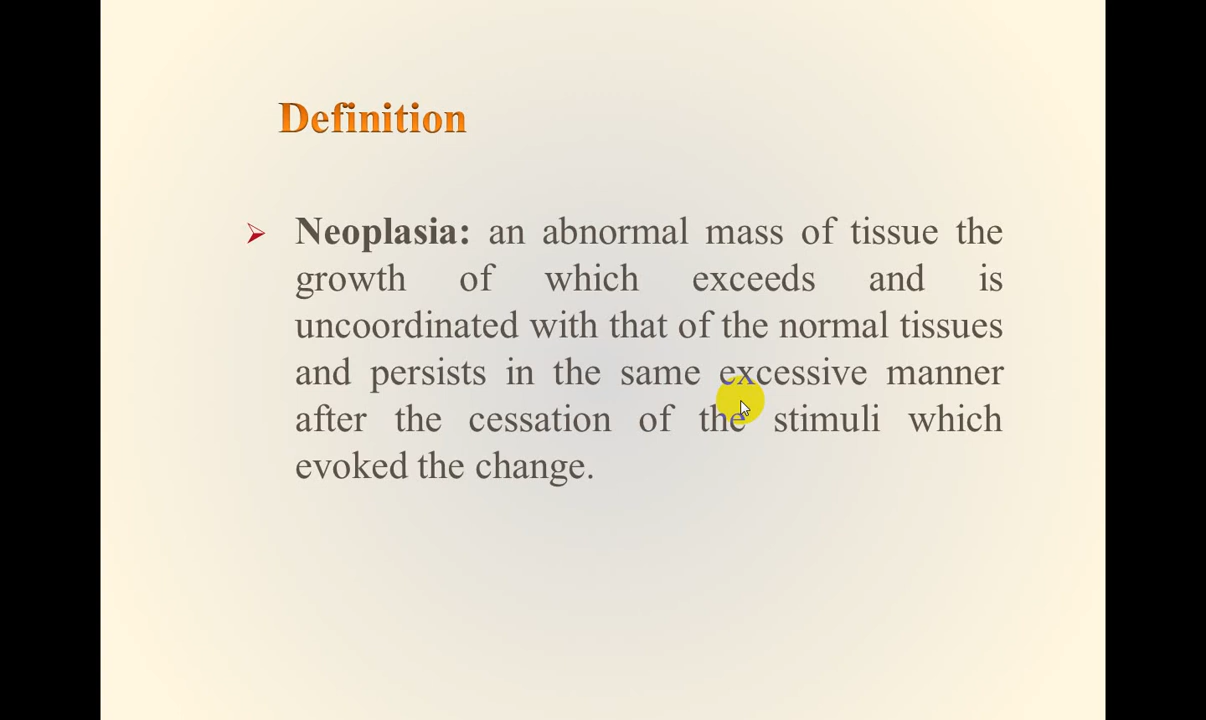 Definition
Neoplasia: an abnormal mass of tissue the
growth of which exceeds and is
uncoordinated with that of the normal tissues
and persists in the same excessive manner
after the cessation of the stimuli which
evoked the change.